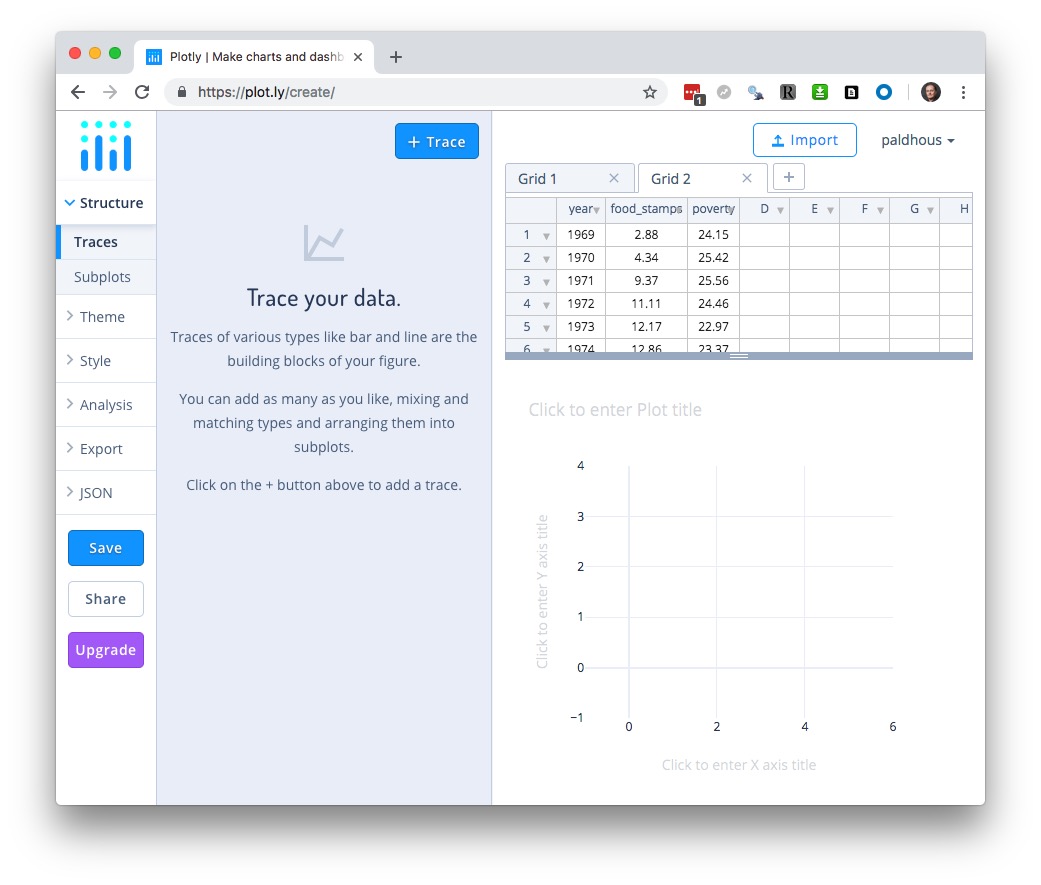 Plotly | Make charts and dashb
https://plot.ly/create/
1
R
+ Trace
Import
paldhous
Structure
Traces
Subplots
Theme
Style
Analysis
Export
JSON
Save
Share
Upgrade
Trace your data.
Traces of various types like bar and line are the
building blocks of your figure.
You can add as many as you like, mixing and
matching types and arranging them into
subplots.
Click on the + button above to add a trace.
Grid 1
Grid 2
year food_stamps poverty D E F G H
1 1969 2.88 24.15
2 1970 4.34 25.42
3 1971 9.37 25.56
4 1972 11.11 24.46
5 1973 12.17 22.97
6 1974 12.86 23.37
Click to enter Plot title
4
3
2
1
0
−1
0 2 4 6
Click to enter Y axis title
Click to enter X axis title